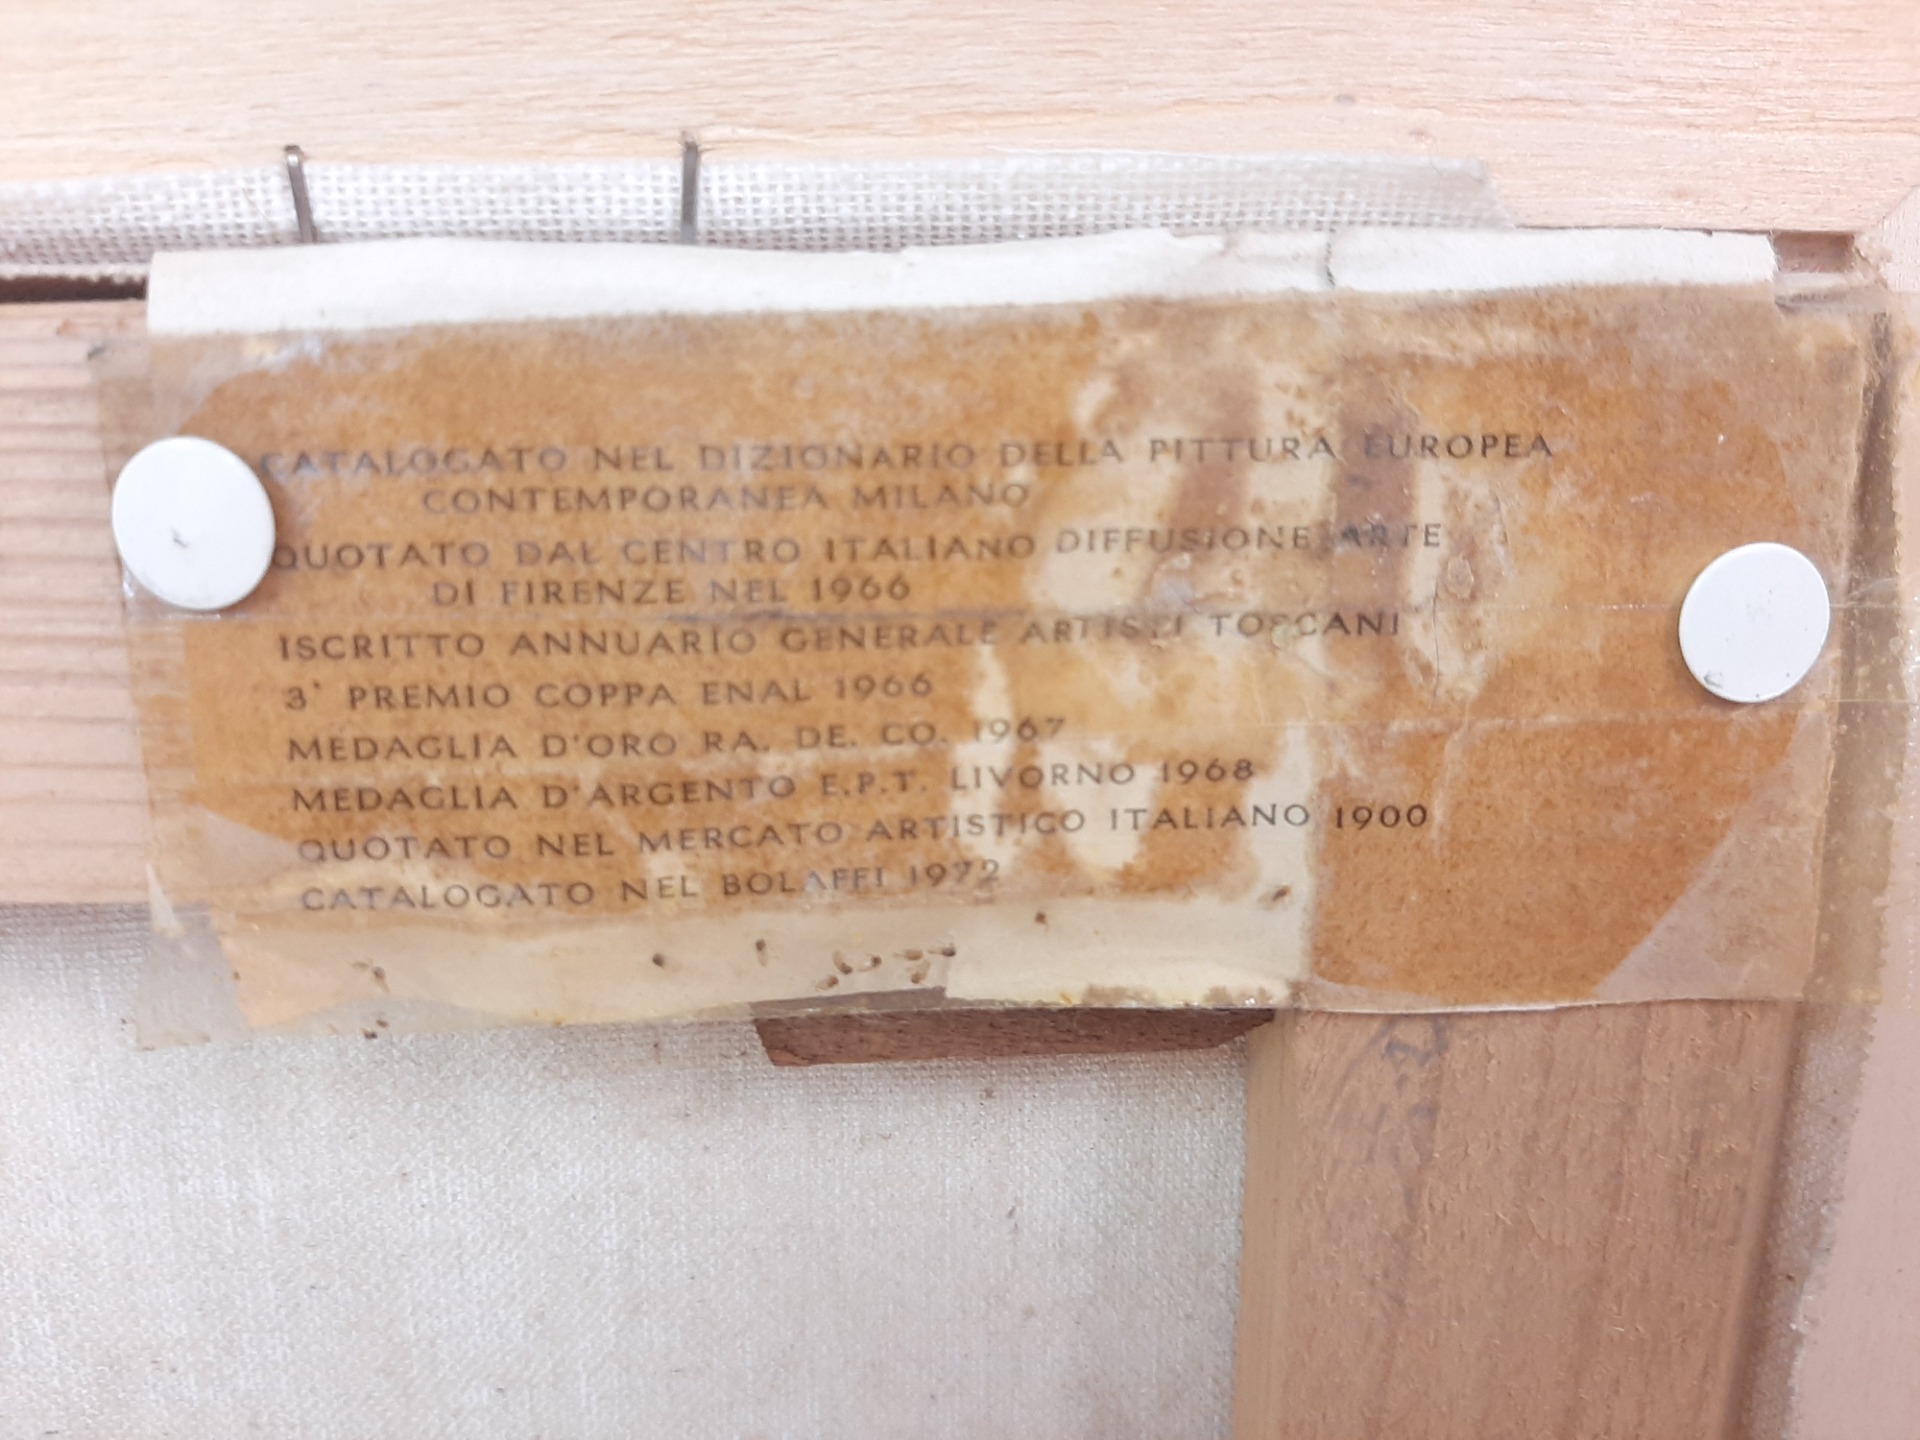 CATALOGATO NEL DIZIONARIO DELLA PITTURA EUROPEA
CONTEMPORANEA MILANO
QUOTATO DAL CENTRO ITALIANO DIFFUSIONE ARTE
DI FIRENZE NEL 1966
ISCRITTO ANNUARIO GENERALE ARTISTI TOSCANI
3' PREMIO COPPA ENAL 1966
MEDAGLIA D'ORO RA. DE. CO. 1967
MEDAGLIA D'ARGENTO E.P.T. LIVORNO 1968
QUOTATO NEL MERCATO ARTISTICO ITALIANO 1900
CATALOGATO NEL BOLAFFI 1972